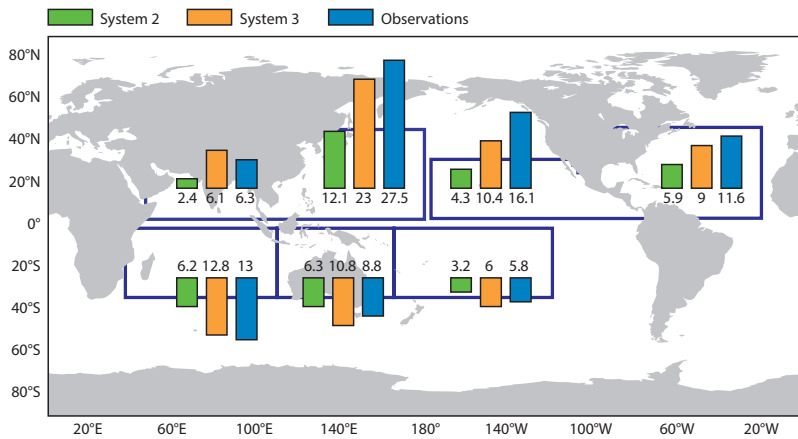 System 2 System 3 Observations
80°N
60°N
40°N
20°N
0°
20°S
40°S
60°S
80°S
2.4 6.1 6.3
12.1 23 27.5
4.3 10.4 16.1
5.9 9 11.6
6.2 12.8 13
6.3 10.8 8.8
3.2 6 5.8
20°E 60°E 100°E 140°E 180° 140°W 100°W 60°W 20°W